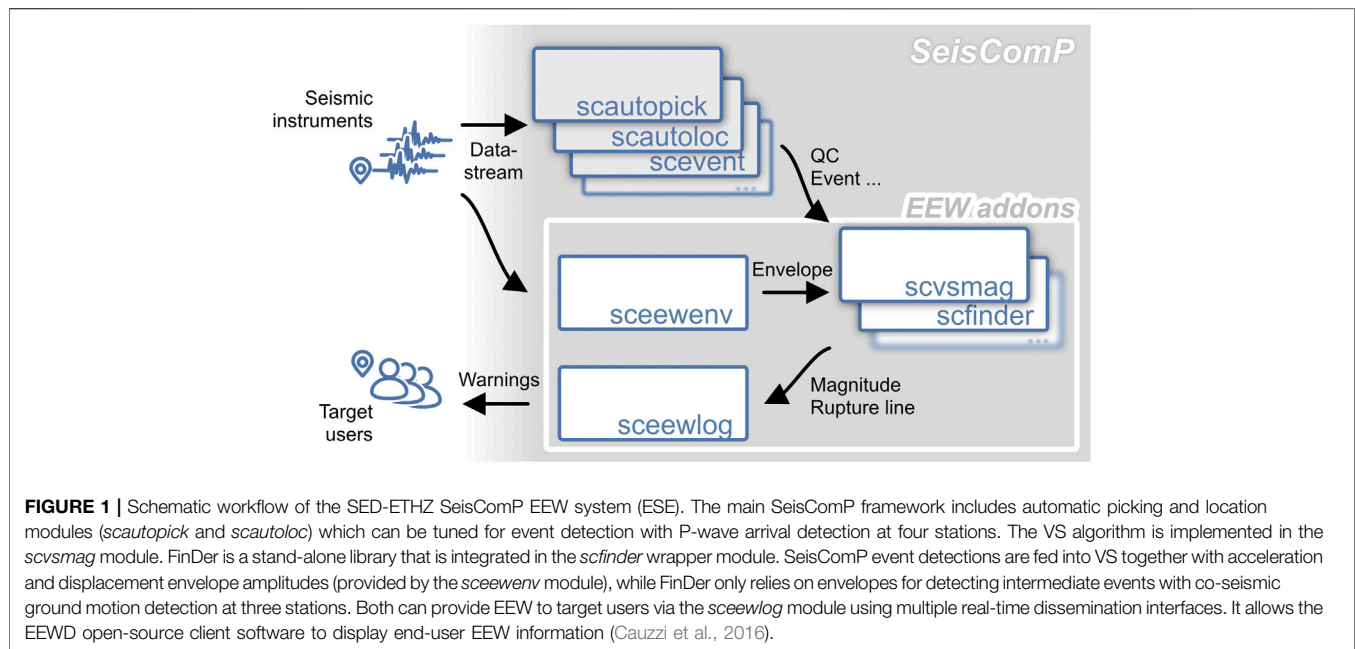 SeisComP
Seismic
instruments
Data-
stream
scautopick
scautoloc
scevent
...
QC
Event ...
EEW addons
sceewenv
Envelope
scvsmag
scfinder
...
Magnitude
Rupture line
sceewlog
Warnings
Target
users
FIGURE 1 | Schematic workflow of the SED-ETHZ SeisComP EEW system (ESE). The main SeisComP framework includes automatic picking and location
modules (scautopick and scautoloc) which can be tuned for event detection with P-wave arrival detection at four stations. The VS algorithm is implemented in the
scvsmag module. FinDer is a stand-alone library that is integrated in the scfinder wrapper module. SeisComP event detections are fed into VS together with acceleration
and displacement envelope amplitudes (provided by the sceewenv module), while FinDer only relies on envelopes for detecting intermediate events with co-seismic
ground motion detection at three stations. Both can provide EEW to target users via the sceewlog module using multiple real-time dissemination interfaces. It allows the
EEWD open-source client software to display end-user EEW information (Cauzzi et al., 2016).